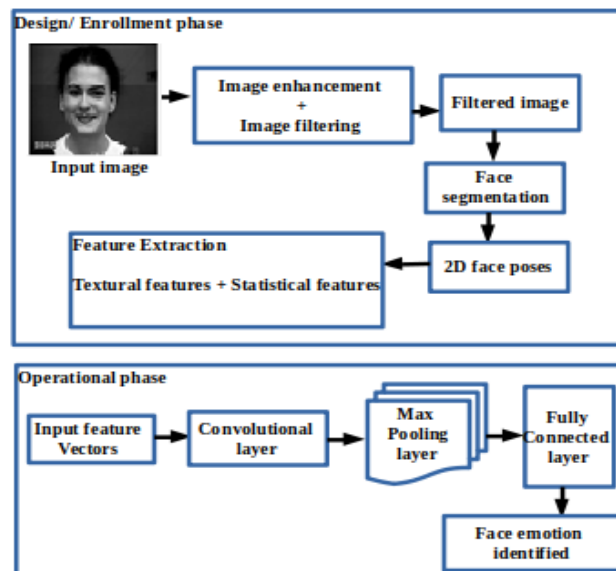 Design/ Enrollment phase
Input image
Image enhancement
+
Image filtering
Filtered image
Face
segmentation
2D face poses
Feature Extraction
Textural features + Statistical features
Operational phase
Input feature
Vectors
Convolutional
layer
Max
Pooling
layer
Fully
Connected
layer
Face emotion
identified